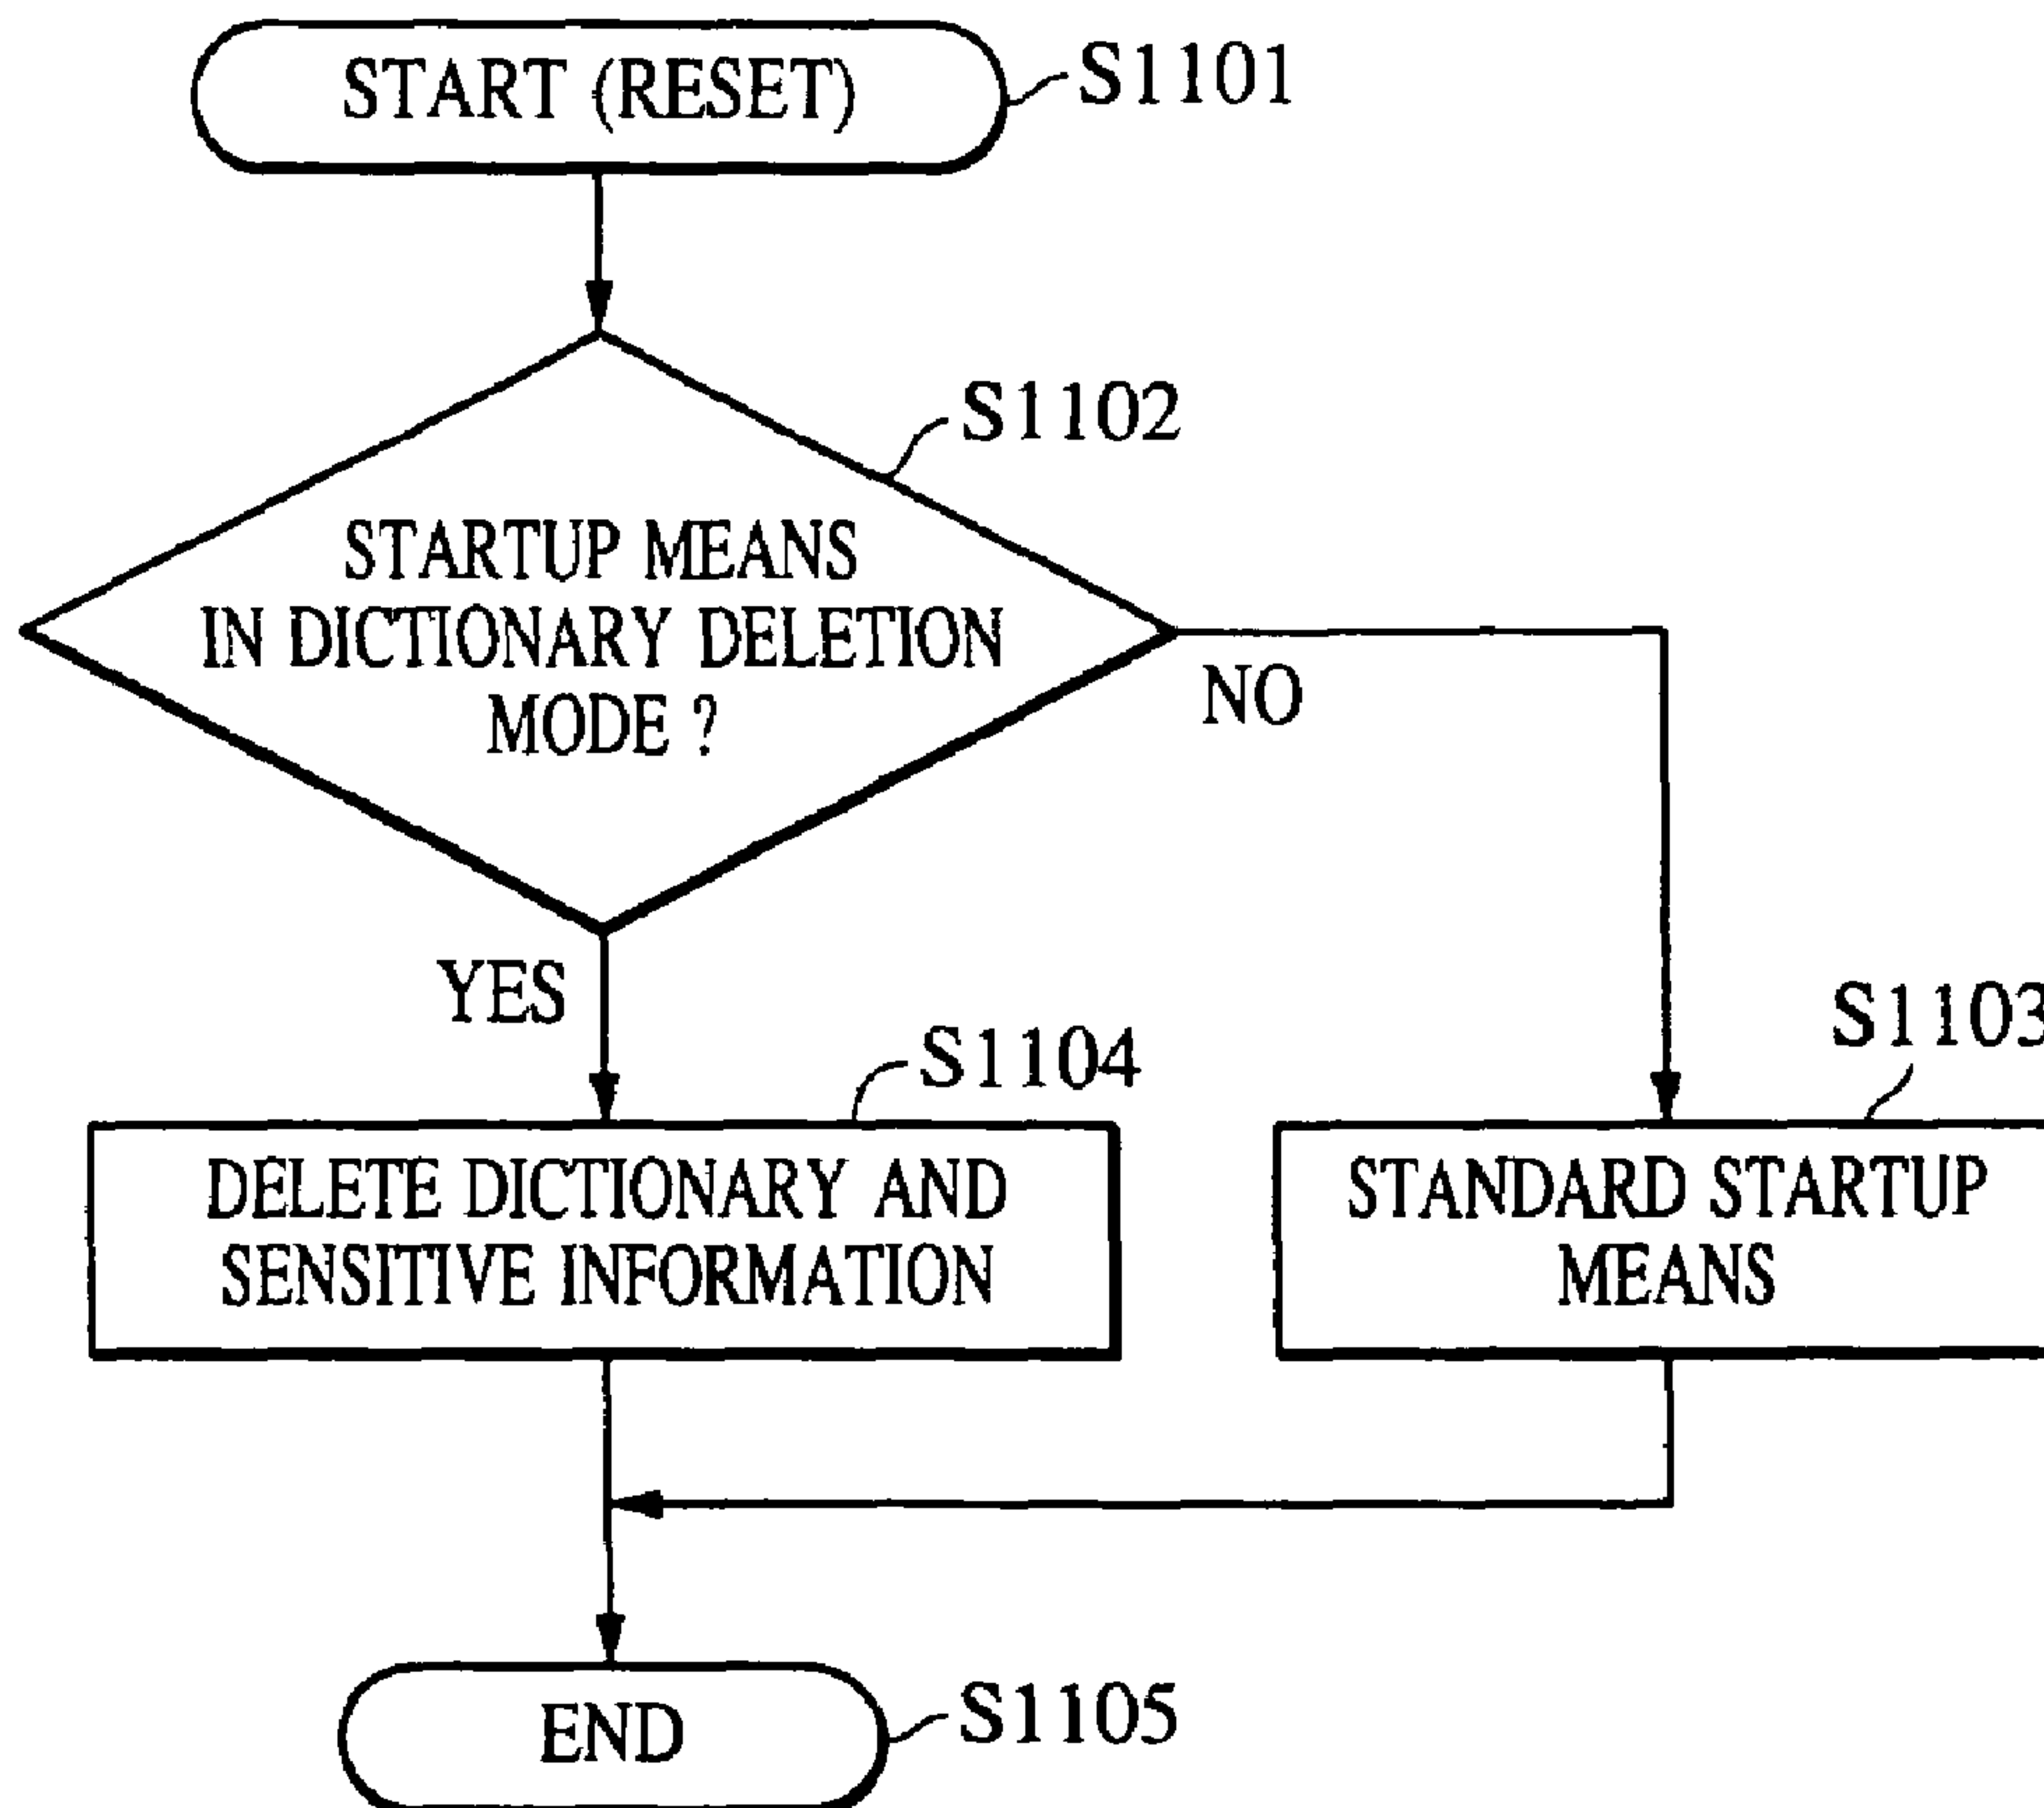 START (RESET)
S1101
S1102
STARTUP MEANS
IN DICTIONARY DELETION
MODE ?
NO
YES
S1104
S1103
DELETE DICTIONARY AND
SENSITIVE INFORMATION
STANDARD STARTUP
MEANS
END
S1105